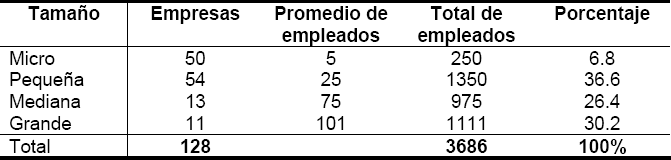 Tamaño Empresas Promedio de empleados Total de empleados Porcentaje
Micro 50 5 250 6.8
Pequeña 54 25 1350 36.6
Mediana 13 75 975 26.4
Grande 11 101 1111 30.2
Total 128 3686 100%